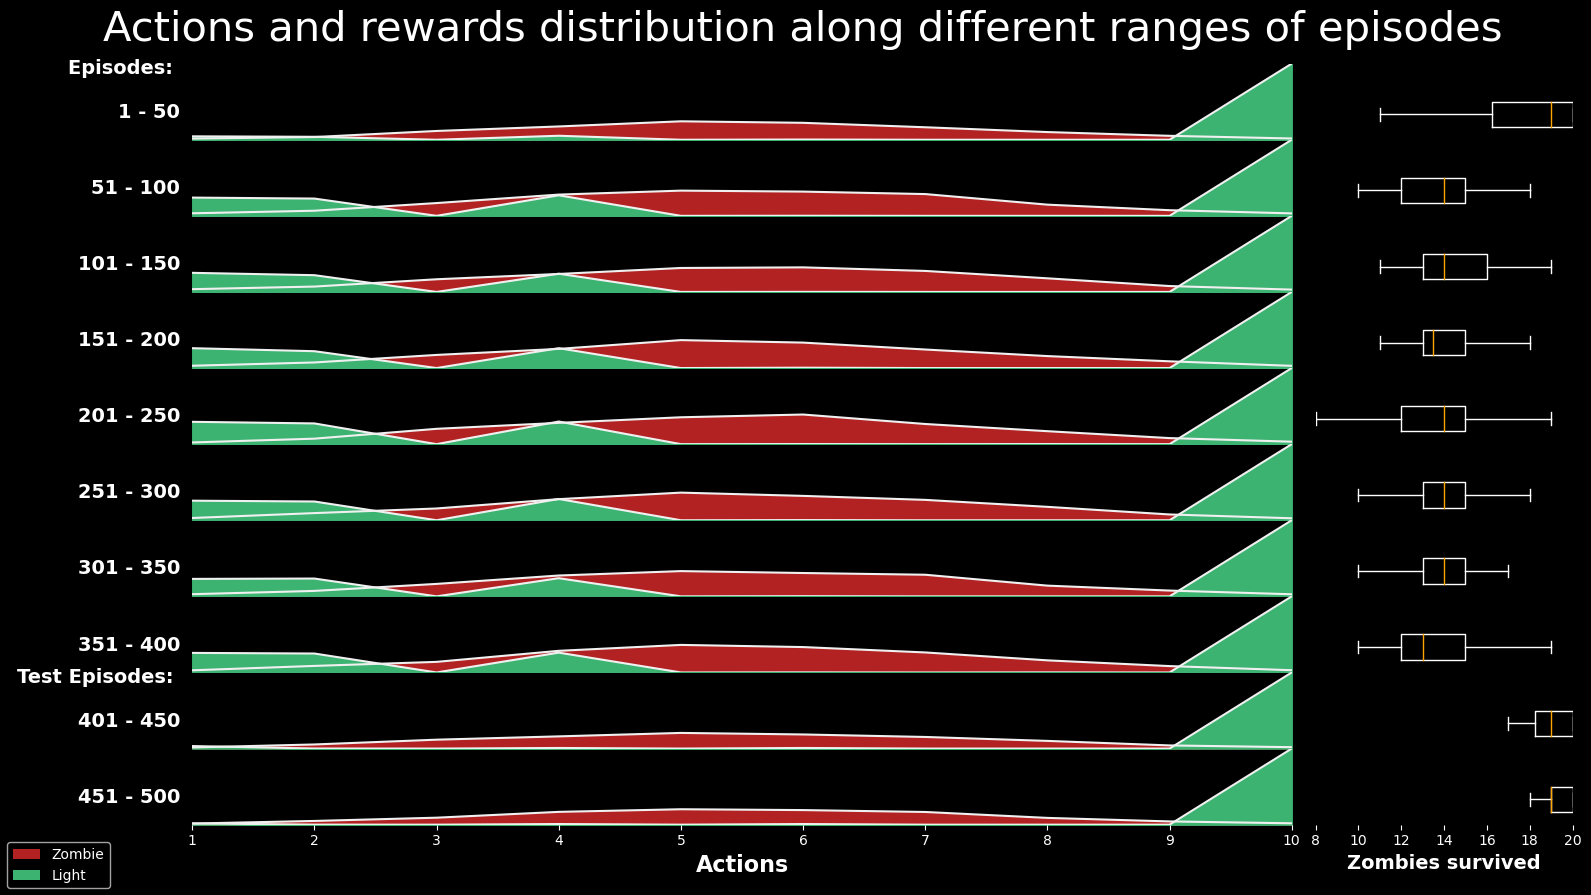 Actions and rewards distribution along different ranges of episodes
Episodes:
1 - 50
51 - 100
101 - 150
151 - 200
201 - 250
251 - 300
301 - 350
351 - 400
Test Episodes:
401 - 450
451 - 500
1 2 3 4 5 6 7 8 9 10
8 10 12 14 16 18 20
Actions
Zombies survived
Zombie
Light